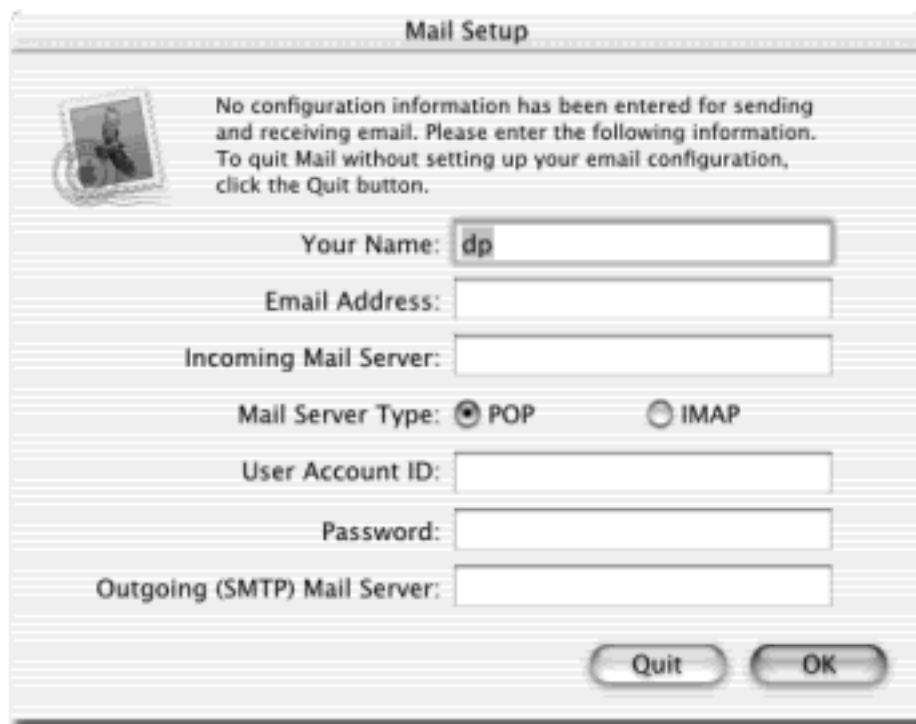 Mail Setup
No configuration information has been entered for sending
and receiving email. Please enter the following information.
To quit Mail without setting up your email configuration,
click the Quit button.
Your Name: dp
Email Address:
Incoming Mail Server:
Mail Server Type: POP IMAP
User Account ID:
Password:
Outgoing (SMTP) Mail Server:
Quit OK